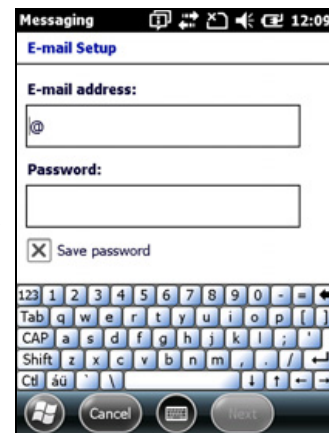 Messaging 12:09
E-mail Setup
E-mail address:
@
Password:
Save password
123 1 2 3 4 5 6 7 8 9 0 - =
Tab q w e r t y u i o p [ ]
CAP a s d f g h j k l ; '
Shift z x c v b n m , . /
Ctl áü ` \
Cancel Next